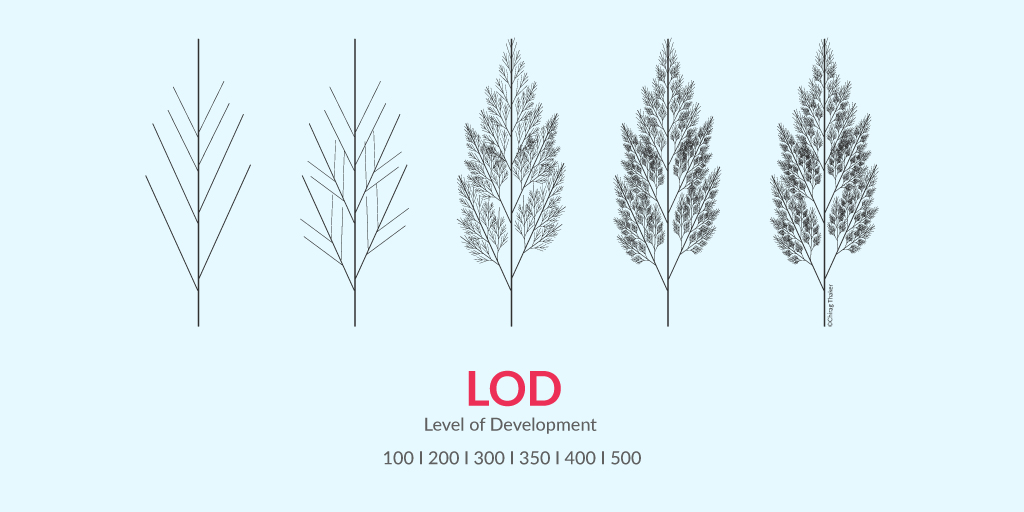 ©Chirag Thaker
LOD
Level of Development
100 I 200 I 300 I 350 I 400 I 500